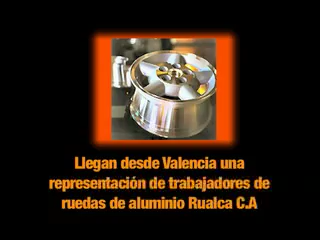 Llegan desde Valencia una
representación de trabajadores de
ruedas de aluminio Rualca C.A